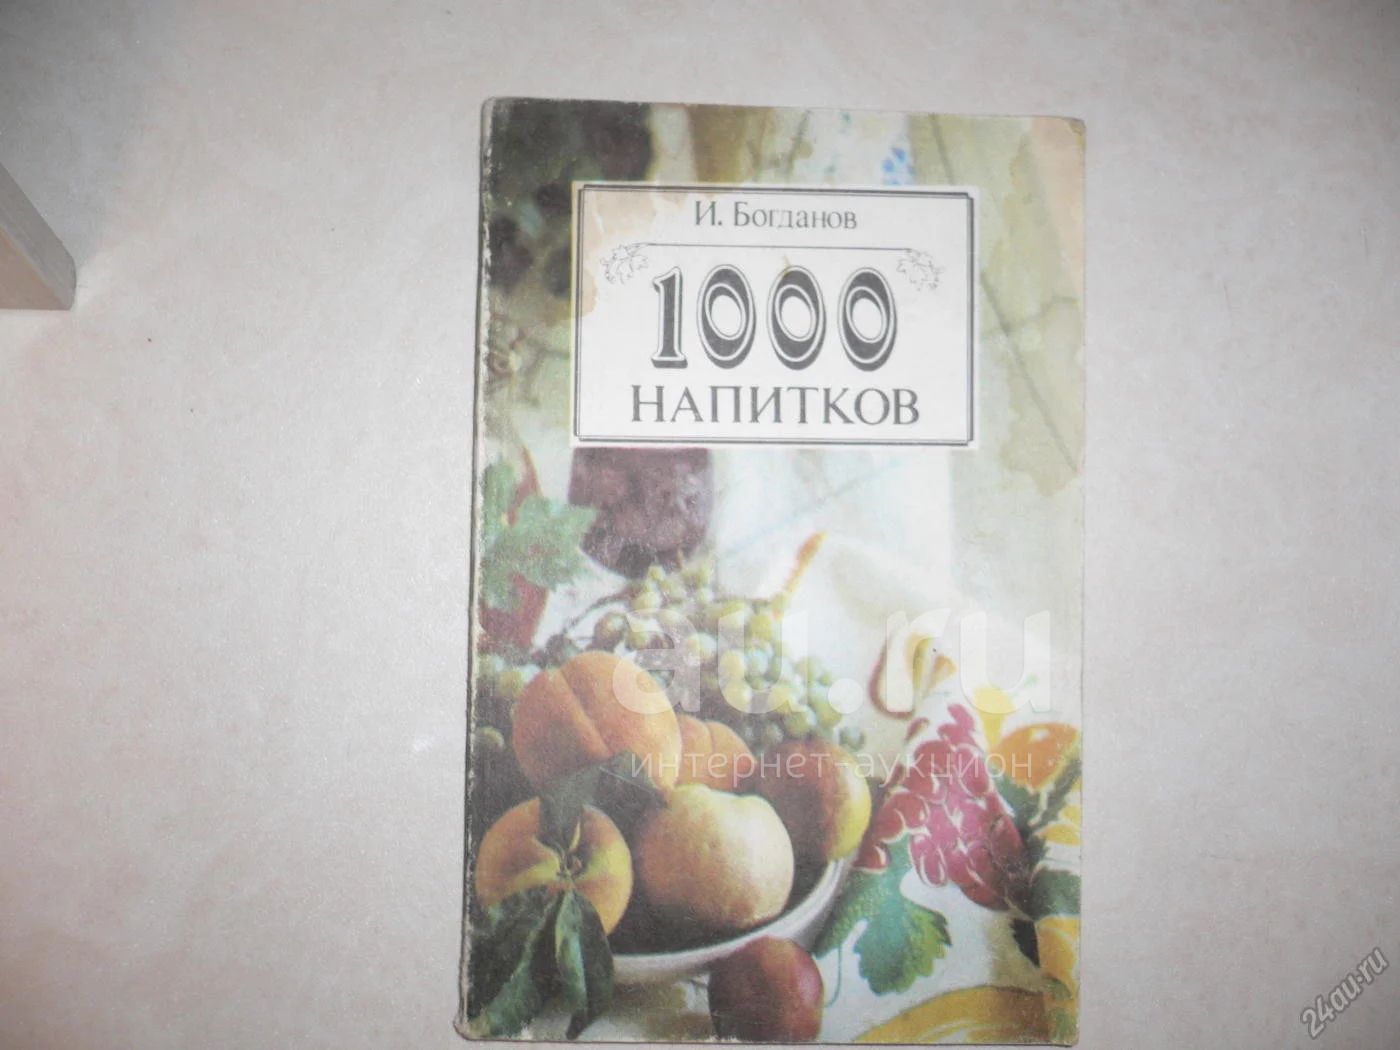 И. Богданов
1000
НАПИТКОВ
au.ru
интернет-аукцион
24au.ru